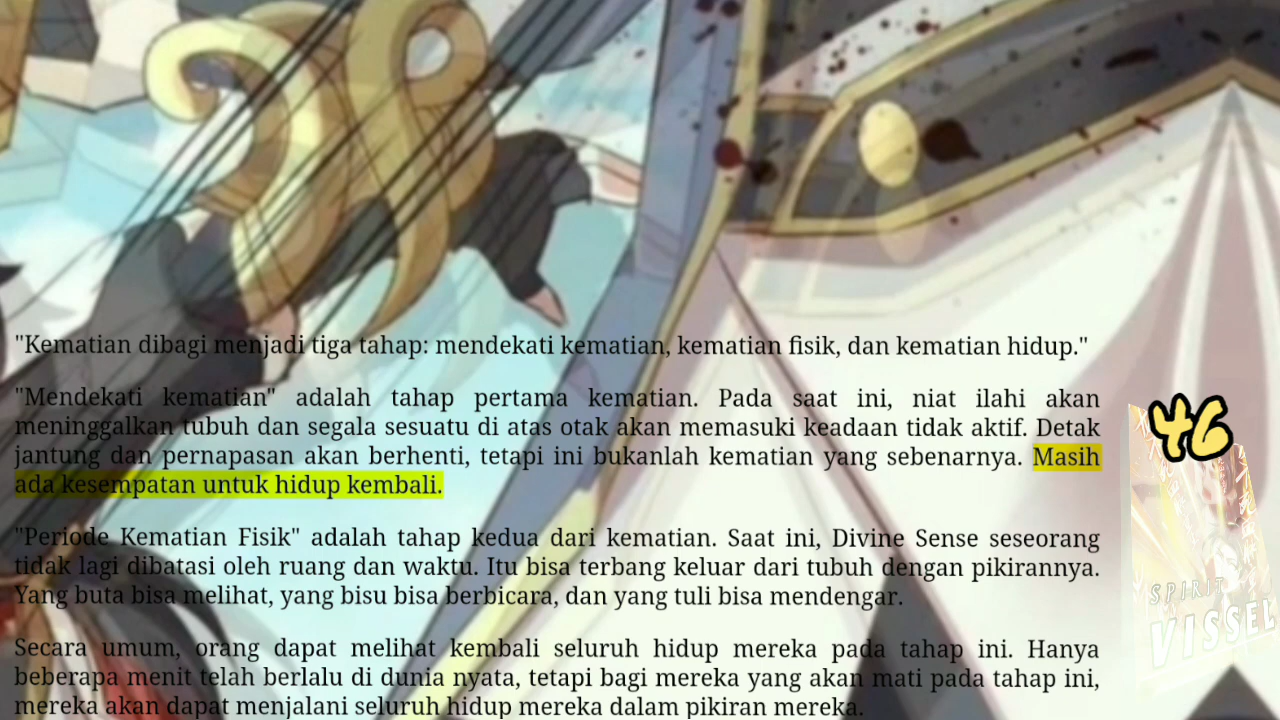 "Kematian dibagi menjadi tiga tahap: mendekati kematian, kematian fisik, dan kematian hidup."
"Mendekati kematian" adalah tahap pertama kematian. Pada saat ini, niat ilahi akan
meninggalkan tubuh dan segala sesuatu di atas otak akan memasuki keadaan tidak aktif. Detak
jantung dan pernapasan akan berhenti, tetapi ini bukanlah kematian yang sebenarnya. Masih
ada kesempatan untuk hidup kembali.
"Periode Kematian Fisik" adalah tahap kedua dari kematian. Saat ini, Divine Sense seseorang
tidak lagi dibatasi oleh ruang dan waktu. Itu bisa terbang keluar dari tubuh dengan pikirannya.
Yang buta bisa melihat, yang bisu bisa berbicara, dan yang tuli bisa mendengar.
Secara umum, orang dapat melihat kembali seluruh hidup mereka pada tahap ini. Hanya
beberapa menit telah berlalu di dunia nyata, tetapi bagi mereka yang akan mati pada tahap ini,
mereka akan dapat menjalani seluruh hidup mereka dalam pikiran mereka.
46
SPIRIT
VISSEL